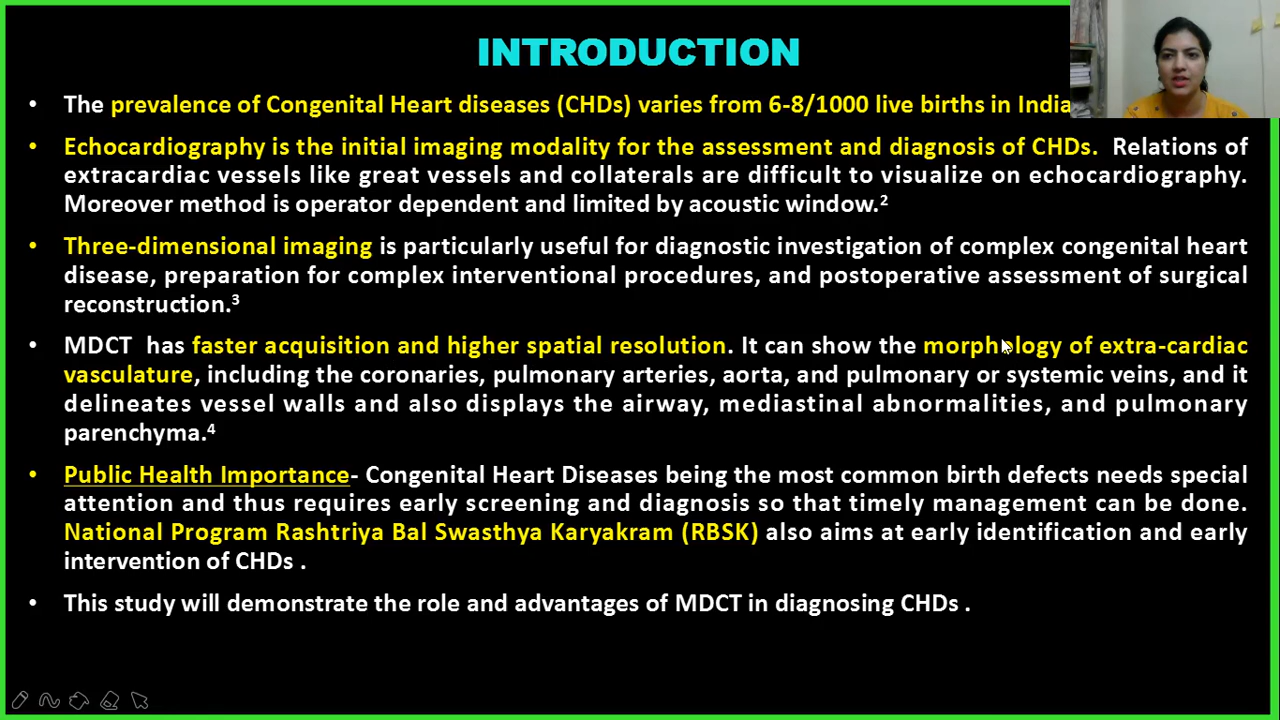 INTRODUCTION
• The prevalence of Congenital Heart diseases (CHDs) varies from 6-8/1000 live births in India
• Echocardiography is the initial imaging modality for the assessment and diagnosis of CHDs. Relations of
extracardiac vessels like great vessels and collaterals are difficult to visualize on echocardiography.
Moreover method is operator dependent and limited by acoustic window.²
• Three-dimensional imaging is particularly useful for diagnostic investigation of complex congenital heart
disease, preparation for complex interventional procedures, and postoperative assessment of surgical
reconstruction.³
• MDCT has faster acquisition and higher spatial resolution. It can show the morphology of extra-cardiac
vasculature, including the coronaries, pulmonary arteries, aorta, and pulmonary or systemic veins, and it
delineates vessel walls and also displays the airway, mediastinal abnormalities, and pulmonary
parenchyma.⁴
• Public Health Importance- Congenital Heart Diseases being the most common birth defects needs special
attention and thus requires early screening and diagnosis so that timely management can be done.
National Program Rashtriya Bal Swasthya Karyakram (RBSK) also aims at early identification and early
intervention of CHDs .
• This study will demonstrate the role and advantages of MDCT in diagnosing CHDs .